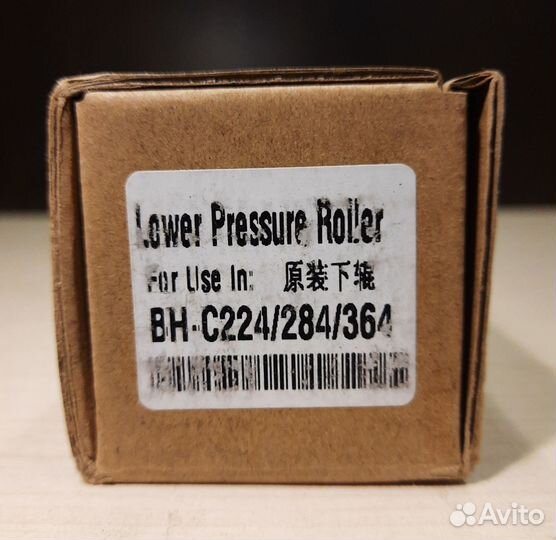 Lower Pressure Roller
For Use In: 原装下辊
BH-C224/284/364
Avito